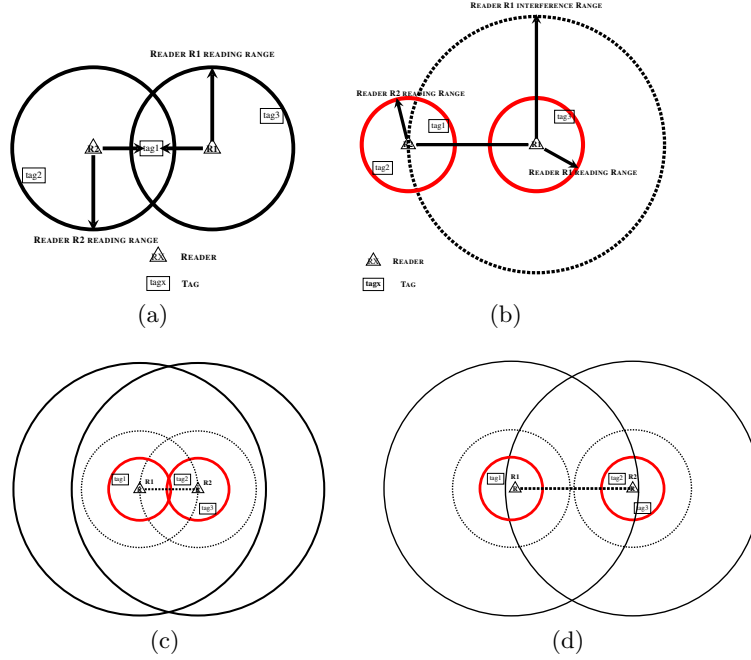 READER R1 READING RANGE
tag3
R2
tag1
R1
tag2
READER R2 READING RANGE
RX
READER
tagx
TAG
(a)
READER R1 INTERFERENCE RANGE
READER R2 READING RANGE
tag1
tag3
R2
R1
tag2
READER R1 READING RANGE
RX
READER
tagx
TAG
(b)
tag1
R1
tag2
R2
R
R
tag3
(c)
tag1
R1
tag2
R2
R
R
tag3
(d)